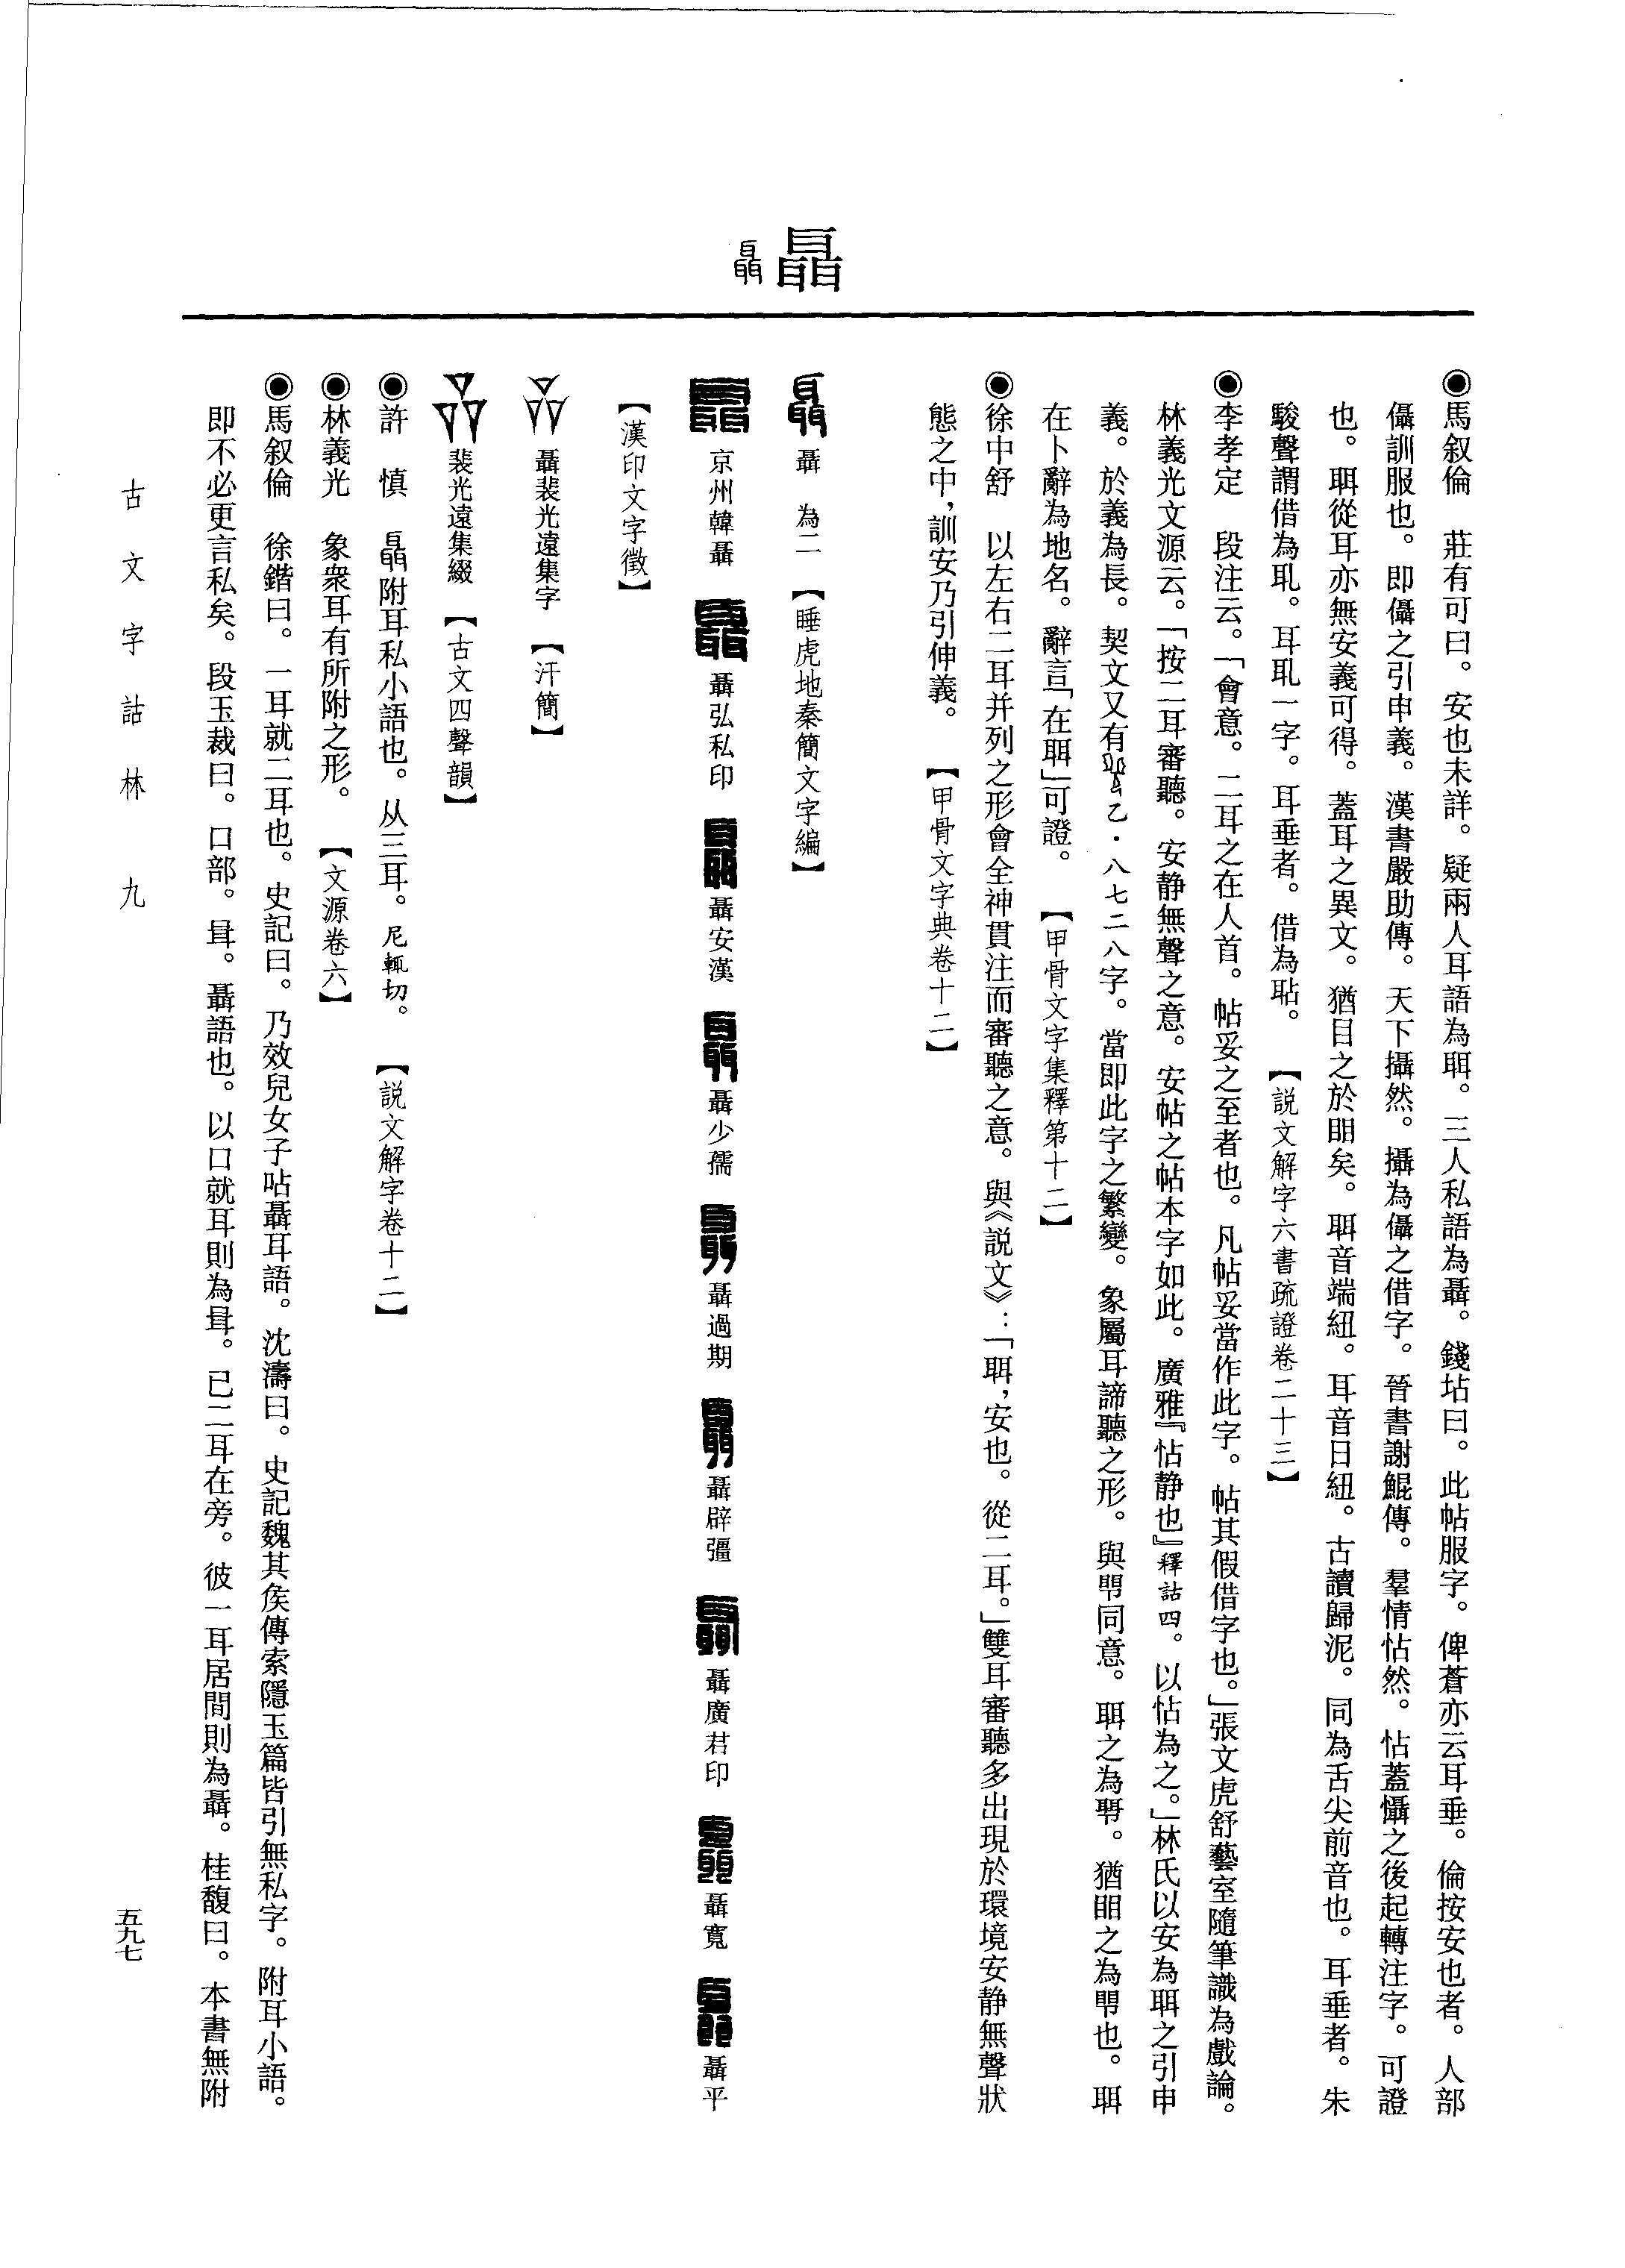 聶
◉馬叙倫　莊有可曰。安也未詳。疑兩人耳語為聑。三人私語為聶。錢坫曰。此帖服字。俾蒼亦云耳垂。倫按安也者。人部
儑訓服也。即儑之引申義。漢書嚴助傳。天下攝然。攝為儑之借字。晉書謝鯤傳。羣情怗然。怗蓋懾之後起轉注字。可證
也。聑從耳亦無安義可得。蓋耳之異文。猶目之於䀠矣。聑音端紐。耳音日紐。古讀歸泥。同為舌尖前音也。耳垂者。朱
駿聲謂借為耴。耳耴一字。耳垂者。借為耴。　【説文解字六書疏證卷二十三】
◉李孝定　段注云。「會意。二耳之在人首。帖妥之至者也。凡帖妥當作此字。帖其假借字也。」張文虎舒藝室隨筆識為戲論。
林義光文源云。「按二耳審聽。安静無聲之意。安帖之帖本字如此。廣雅『怗静也』釋詁四。以怗為之。」林氏以安為聑之引申
義。於義為長。契文又有乙・八七二八字。當即此字之繁變。象屬耳諦聽之形。與同意。聑之為。猶䀠之為也。聑
在卜辭為地名。辭言「在聑」可證。　【甲骨文字集釋第十二】
◉徐中舒　以左右二耳并列之形會全神貫注而審聽之意。與《説文》：「聑，安也。從二耳。」雙耳審聽多出現於環境安静無聲狀
態之中，訓安乃引伸義。　【甲骨文字典卷十二】
聶　為二　【睡虎地秦簡文字編】
京州韓聶　聶弘私印　聶安漢　聶少孺　聶過期　聶辟彊　聶廣君印　聶寬　聶平
【漢印文字徵】
聶裴光遠集字　【汗簡】
裴光遠集綴　【古文四聲韻】
◉許　慎　聶附耳私小語也。从三耳。尼輒切。　【説文解字卷十二】
◉林義光　象衆耳有所附之形。　【文源卷六】
◉馬叙倫　徐鍇曰。一耳就二耳也。史記曰。乃效兒女子呫聶耳語。沈濤曰。史記魏其矦傳索隱玉篇皆引無私字。附耳小語。
即不必更言私矣。段玉裁曰。口部。咠。聶語也。以口就耳則為咠。已二耳在旁。彼一耳居間則為聶。桂馥曰。本書無附
古文字詁林　九
五九七